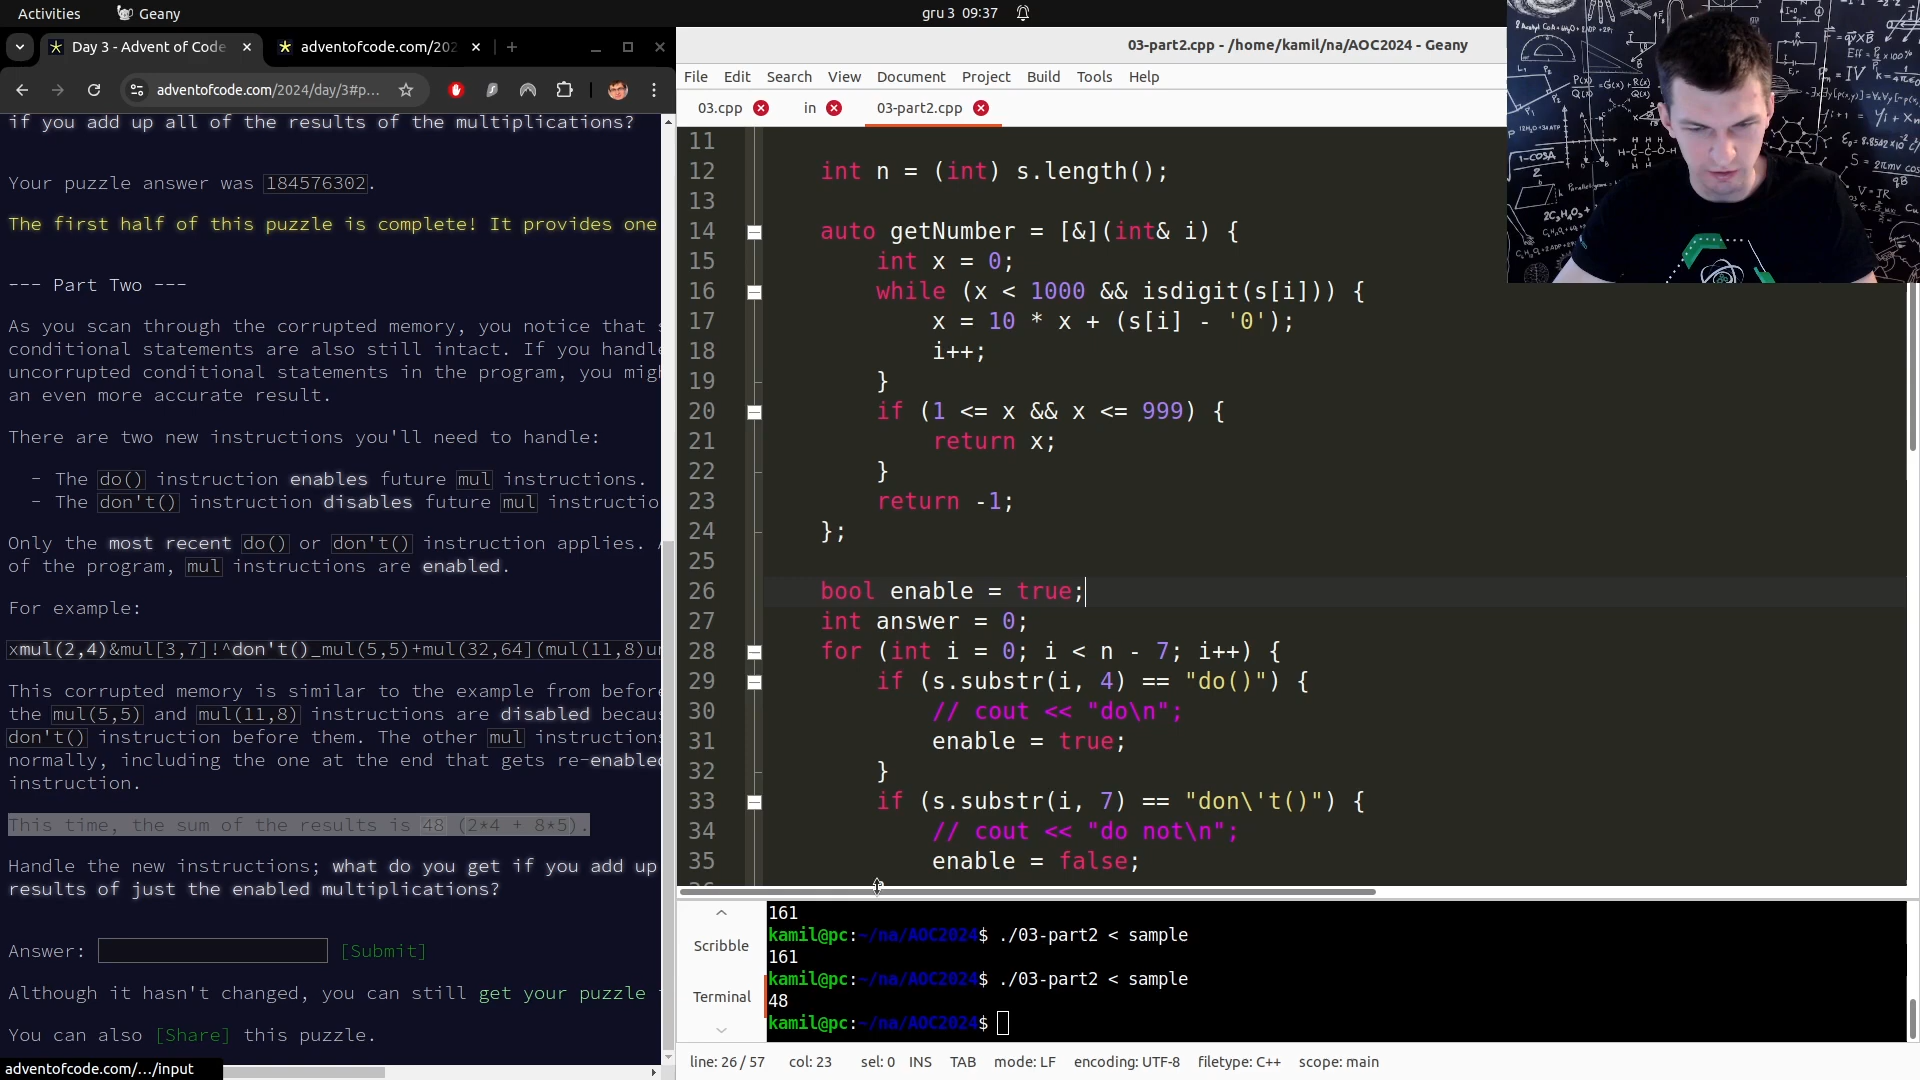 Activities
Geany
gru 3 09:37
Day 3 - Advent of Code
adventofcode.com/202
adventofcode.com/2024/day/3#p...
if you add up all of the results of the multiplications?
Your puzzle answer was 184576302.
The first half of this puzzle is complete! It provides one
--- Part Two ---
As you scan through the corrupted memory, you notice that s
conditional statements are also still intact. If you handle
uncorrupted conditional statements in the program, you migh
an even more accurate result.
There are two new instructions you'll need to handle:
- The do() instruction enables future mul instructions.
- The don't() instruction disables future mul instructio
Only the most recent do() or don't() instruction applies. A
of the program, mul instructions are enabled.
For example:
xmul(2,4)&mul[3,7]!^don't()_mul(5,5)+mul(32,64](mul(11,8)un
This corrupted memory is similar to the example from before
the mul(5,5) and mul(11,8) instructions are disabled becaus
don't() instruction before them. The other mul instructions
normally, including the one at the end that gets re-enabled
instruction.
This time, the sum of the results is 48 (2*4 + 8*5).
Handle the new instructions; what do you get if you add up
results of just the enabled multiplications?
Answer:
[Submit]
Although it hasn't changed, you can still get your puzzle i
You can also [Share] this puzzle.
adventofcode.com/.../input
03-part2.cpp - /home/kamil/na/AOC2024 - Geany
File Edit Search View Document Project Build Tools Help
03.cpp
in
03-part2.cpp
11
12 int n = (int) s.length();
13
14 auto getNumber = [&](int& i) {
15 int x = 0;
16 while (x < 1000 && isdigit(s[i])) {
17 x = 10 * x + (s[i] - '0');
18 i++;
19 }
20 if (1 <= x && x <= 999) {
21 return x;
22 }
23 return -1;
24 };
25
26 bool enable = true;
27 int answer = 0;
28 for (int i = 0; i < n - 7; i++) {
29 if (s.substr(i, 4) == "do()") {
30 // cout << "do\n";
31 enable = true;
32 }
33 if (s.substr(i, 7) == "don\'t()") {
34 // cout << "do not\n";
35 enable = false;
Scribble
Terminal
161
kamil@pc:~/na/AOC2024$ ./03-part2 < sample
161
kamil@pc:~/na/AOC2024$ ./03-part2 < sample
48
kamil@pc:~/na/AOC2024$
line: 26 / 57 col: 23 sel: 0 INS TAB mode: LF encoding: UTF-8 filetype: C++ scope: main